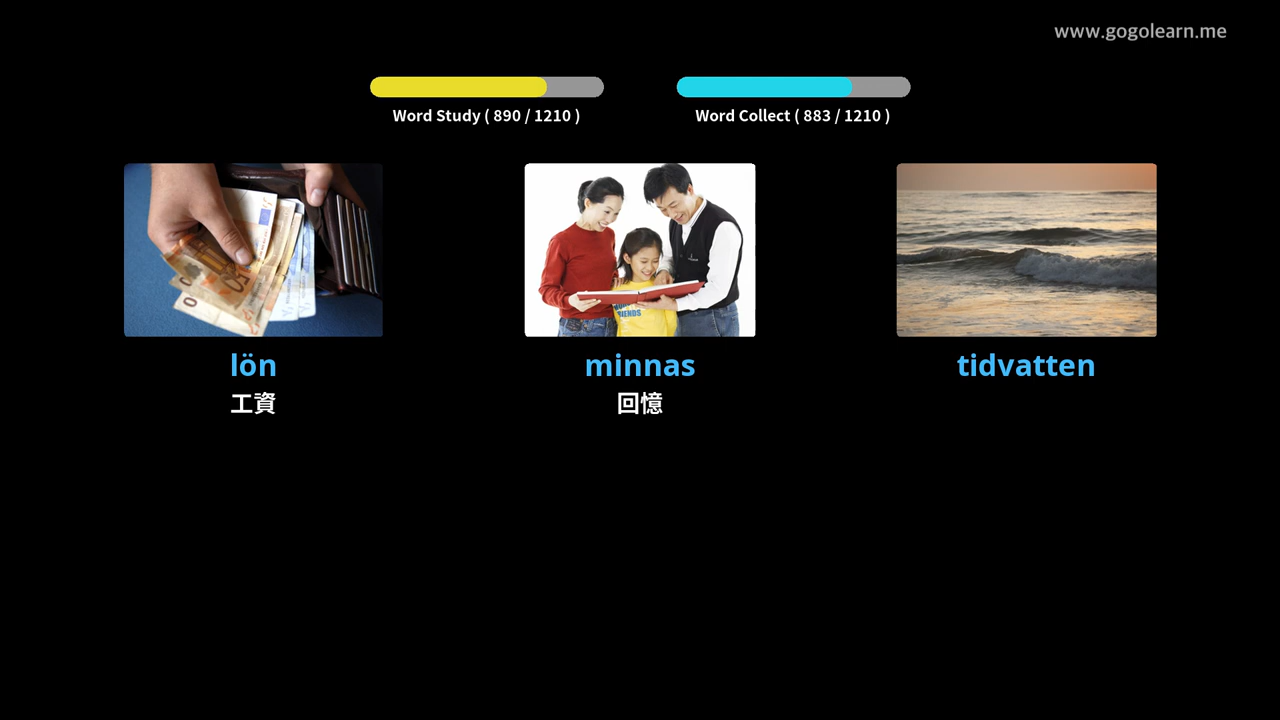 www.gogolearn.me
Word Study ( 890 / 1210 )
Word Collect ( 883 / 1210 )
lön
minnas
tidvatten
工資
回憶